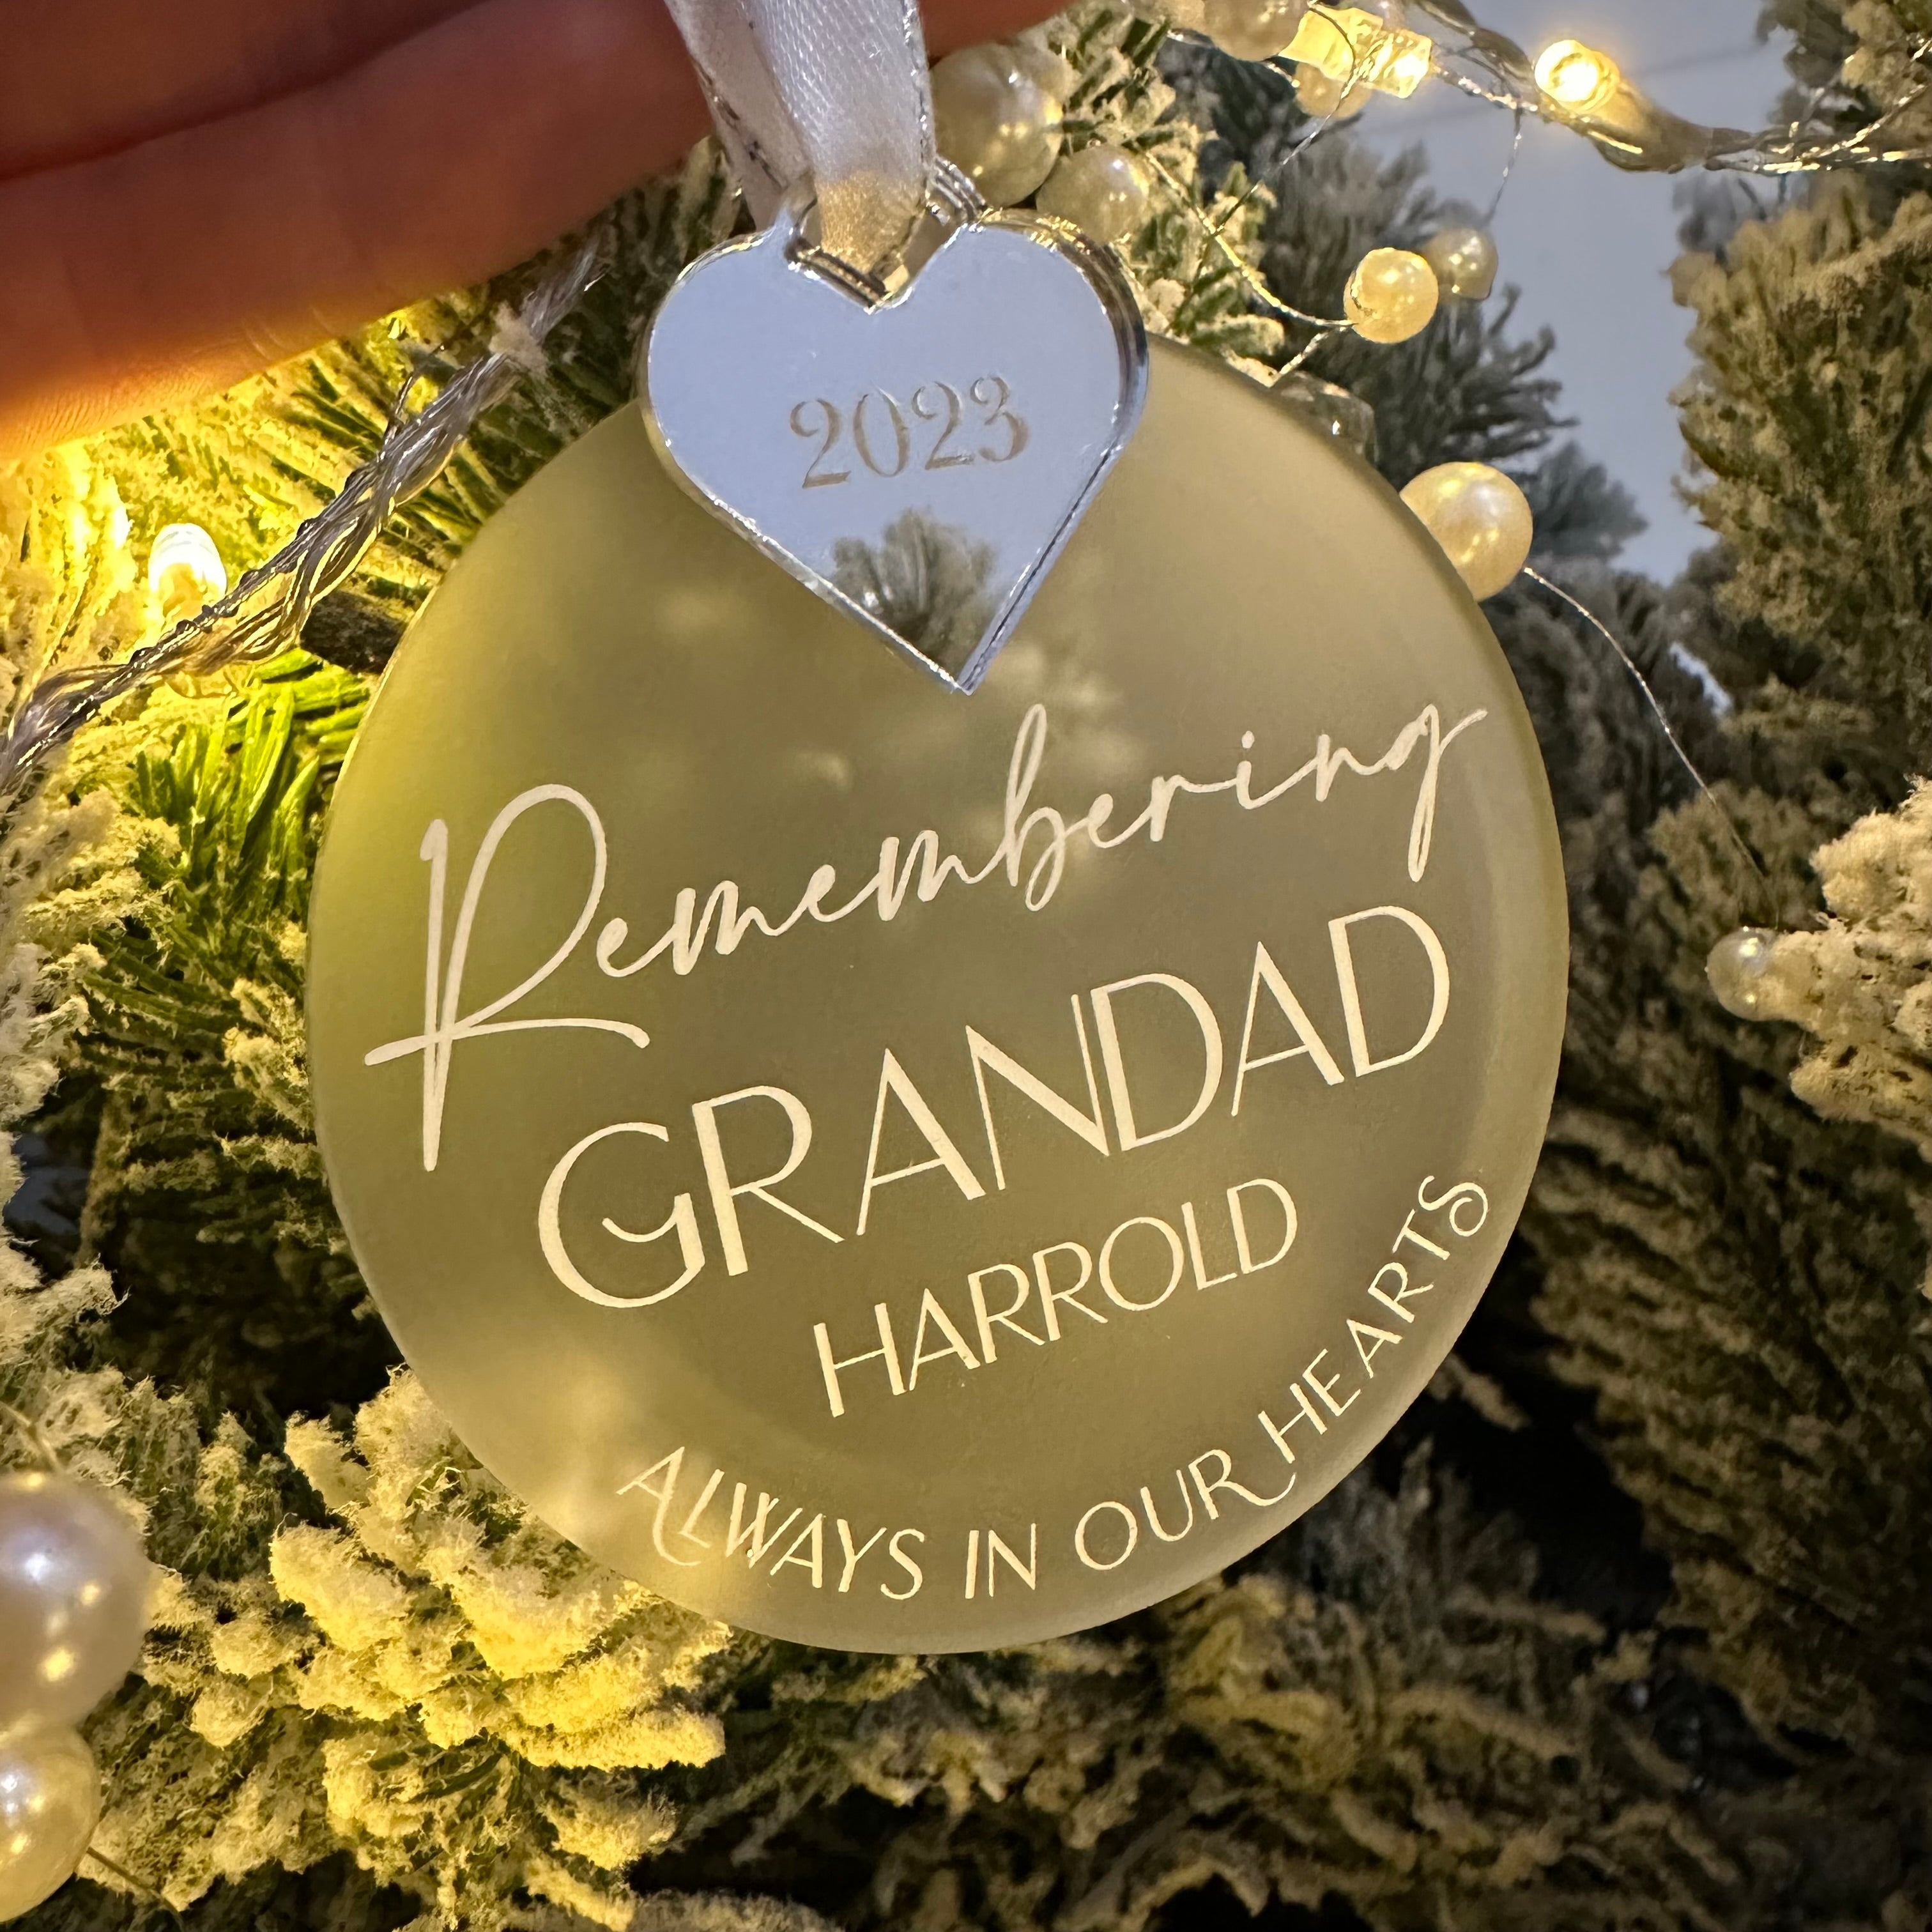 2023
Remembering
GRANDAD
HARROLD
ALWAYS IN OUR HEARTS